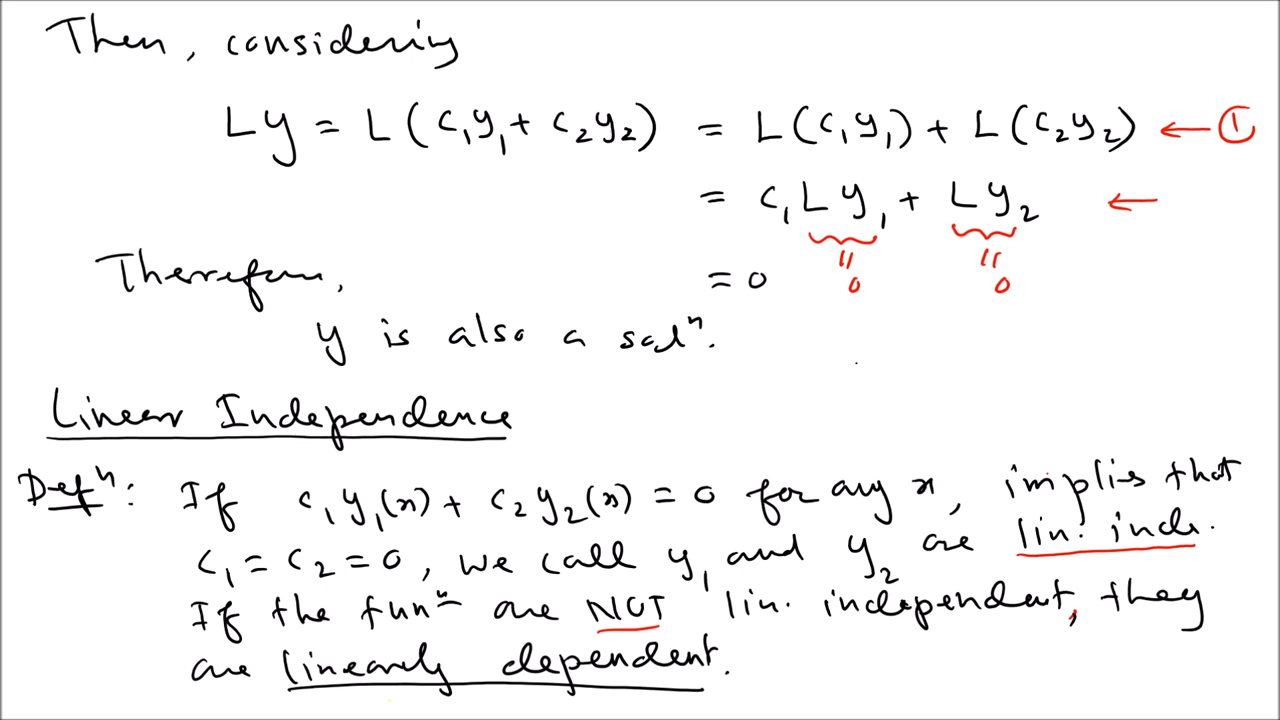 Then, considering
Ly = L(c₁y₁ + c₂y₂) = L(c₁y₁) + L(c₂y₂) ← ①
= c₁Ly₁ + Ly₂ ←
" "
Therefore, = 0 0 0
y is also a solⁿ.
Linear Independence
Defⁿ: If c₁y₁(x) + c₂y₂(x) = 0 for any x, implies that
c₁ = c₂ = 0, we call y₁ and y₂ are lin. inde.
If the funⁿ are NOT lin. independent, they
are linearly dependent.